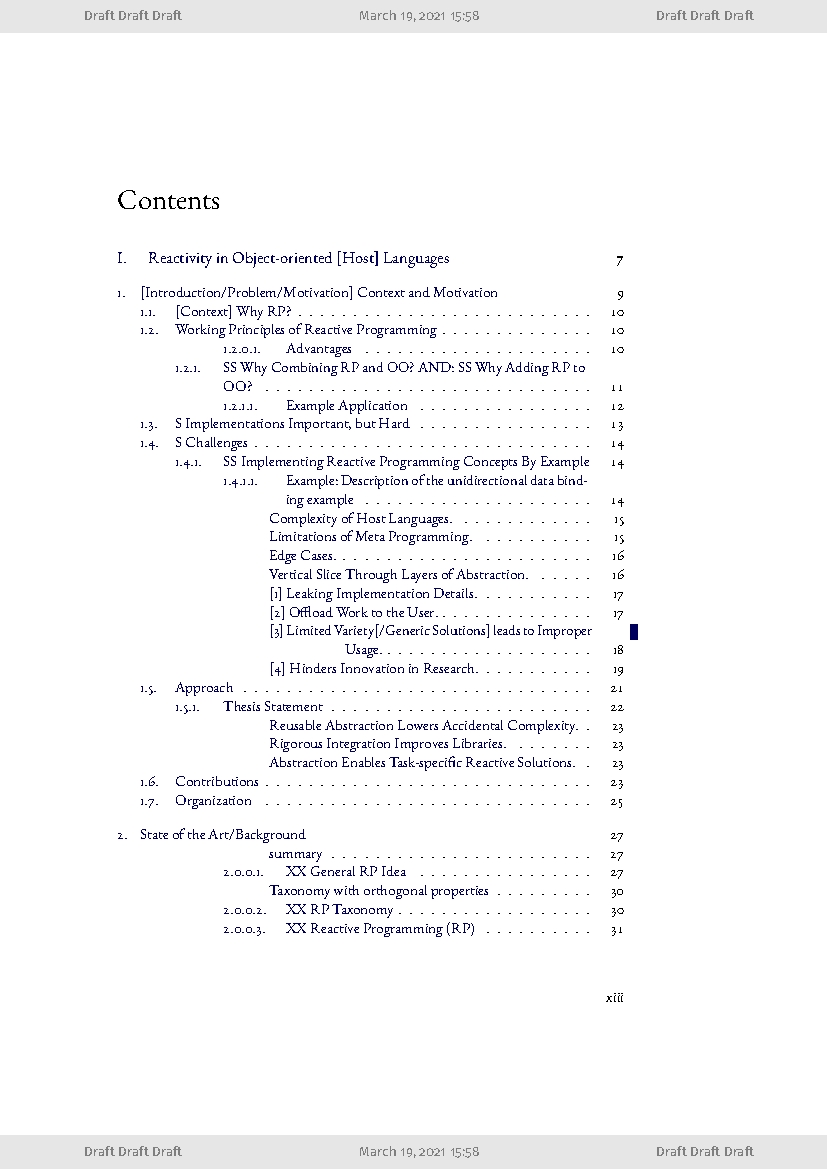 Draft Draft Draft March 19, 2021 15:58 Draft Draft Draft
Contents
I. Reactivity in Object-oriented [Host] Languages 7
1. [Introduction/Problem/Motivation] Context and Motivation 9
1.1. [Context] Why RP? . . . . . . . . . . . . . . . . . . . . . . . . . . . 10
1.2. Working Principles of Reactive Programming . . . . . . . . . . . . . . 10
1.2.0.1. Advantages . . . . . . . . . . . . . . . . . . . . . 10
1.2.1. SS Why Combining RP and OO? AND: SS Why Adding RP to
OO? . . . . . . . . . . . . . . . . . . . . . . . . . . . . . . 11
1.2.1.1. Example Application . . . . . . . . . . . . . . . . 12
1.3. S Implementations Important, but Hard . . . . . . . . . . . . . . . . 13
1.4. S Challenges . . . . . . . . . . . . . . . . . . . . . . . . . . . . . . . 14
1.4.1. SS Implementing Reactive Programming Concepts By Example 14
1.4.1.1. Example: Description of the unidirectional data bind-
ing example . . . . . . . . . . . . . . . . . . . . . 14
Complexity of Host Languages. . . . . . . . . . . . . 15
Limitations of Meta Programming. . . . . . . . . . . 15
Edge Cases. . . . . . . . . . . . . . . . . . . . . . . . 16
Vertical Slice Through Layers of Abstraction. . . . . . 16
[1] Leaking Implementation Details. . . . . . . . . . . 17
[2] Offload Work to the User. . . . . . . . . . . . . . . 17
[3] Limited Variety[/Generic Solutions] leads to Improper
Usage. . . . . . . . . . . . . . . . . . . . 18
[4] Hinders Innovation in Research. . . . . . . . . . . 19
1.5. Approach . . . . . . . . . . . . . . . . . . . . . . . . . . . . . . . . 21
1.5.1. Thesis Statement . . . . . . . . . . . . . . . . . . . . . . . . 22
Reusable Abstraction Lowers Accidental Complexity. . 23
Rigorous Integration Improves Libraries. . . . . . . . . 23
Abstraction Enables Task-specific Reactive Solutions. . 23
1.6. Contributions . . . . . . . . . . . . . . . . . . . . . . . . . . . . . . 23
1.7. Organization . . . . . . . . . . . . . . . . . . . . . . . . . . . . . . 25
2. State of the Art/Background 27
summary . . . . . . . . . . . . . . . . . . . . . . . . 27
2.0.0.1. XX General RP Idea . . . . . . . . . . . . . . . . 27
Taxonomy with orthogonal properties . . . . . . . . . 30
2.0.0.2. XX RP Taxonomy . . . . . . . . . . . . . . . . . . 30
2.0.0.3. XX Reactive Programming (RP) . . . . . . . . . . 31
xiii
Draft Draft Draft March 19, 2021 15:58 Draft Draft Draft